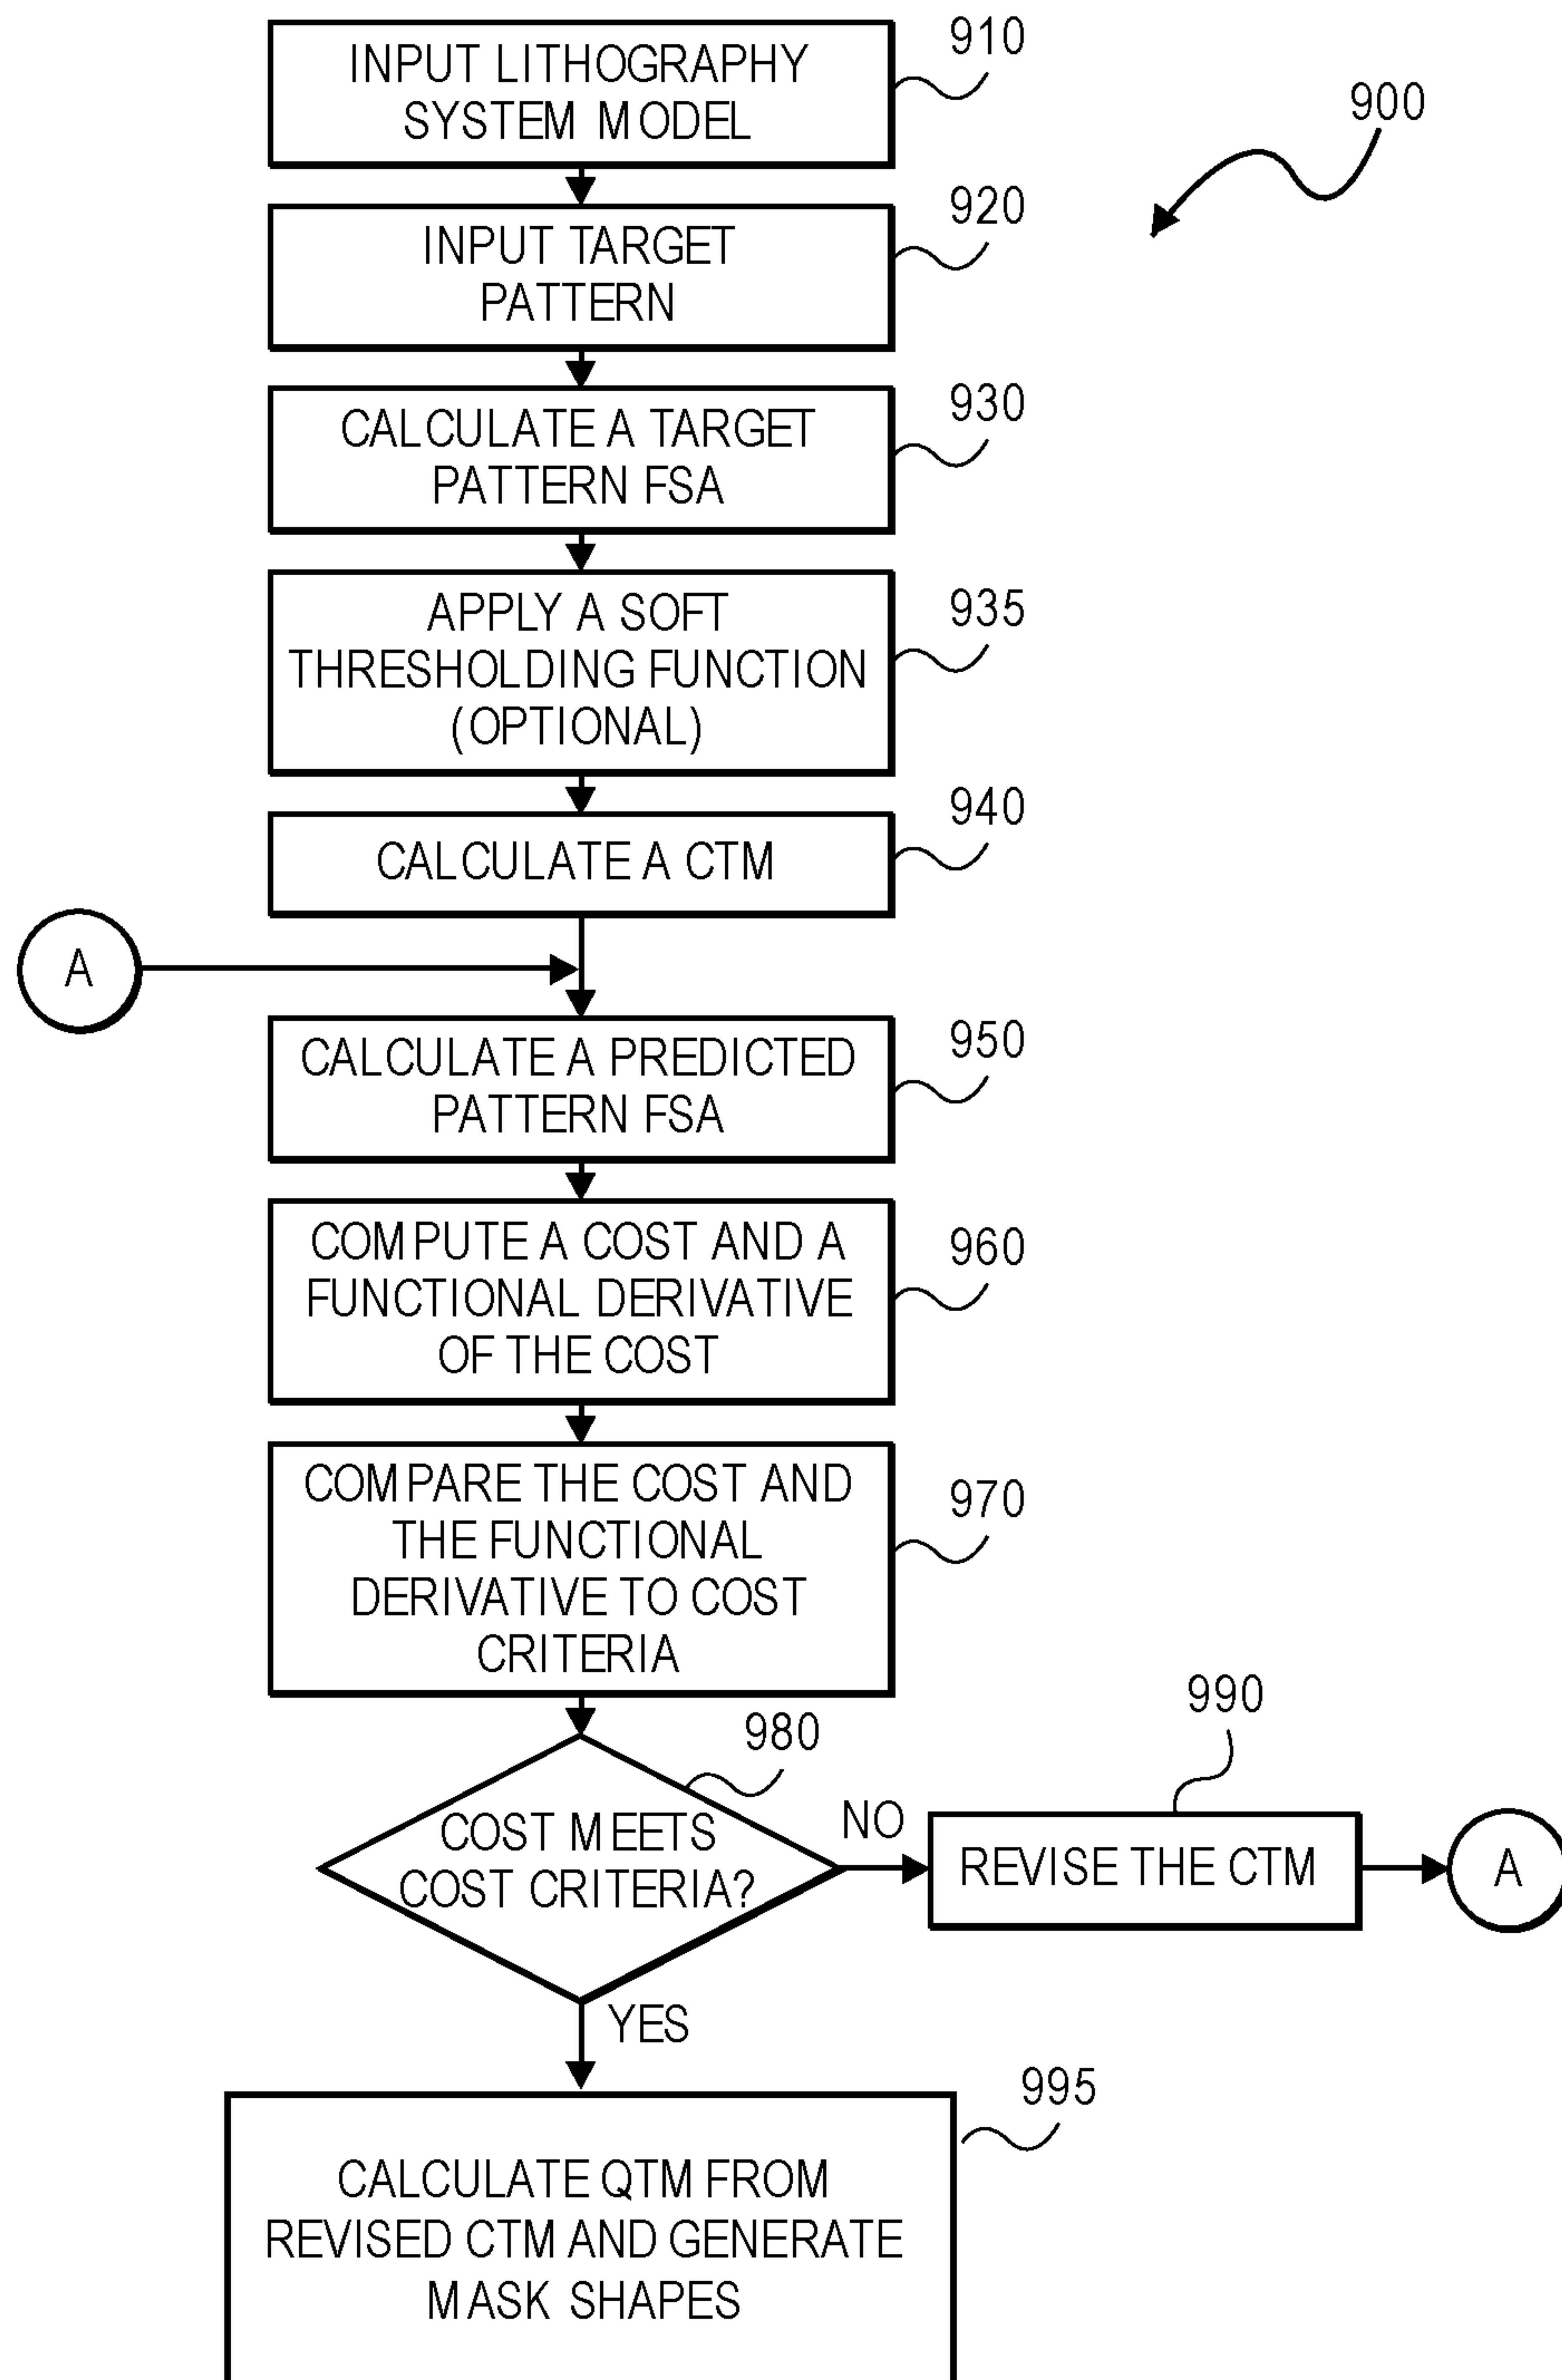 INPUT LITHOGRAPHY
SYSTEM MODEL
910
900
INPUT TARGET
PATTERN
920
CALCULATE A TARGET
PATTERN FSA
930
APPLY A SOFT
THRESHOLDING FUNCTION
(OPTIONAL)
935
CALCULATE A CTM
940
A
CALCULATE A PREDICTED
PATTERN FSA
950
COMPUTE A COST AND A
FUNCTIONAL DERIVATIVE
OF THE COST
960
COMPARE THE COST AND
THE FUNCTIONAL
DERIVATIVE TO COST
CRITERIA
970
COST MEETS
COST CRITERIA?
980
NO
REVISE THE CTM
990
A
YES
CALCULATE QTM FROM
REVISED CTM AND GENERATE
MASK SHAPES
995